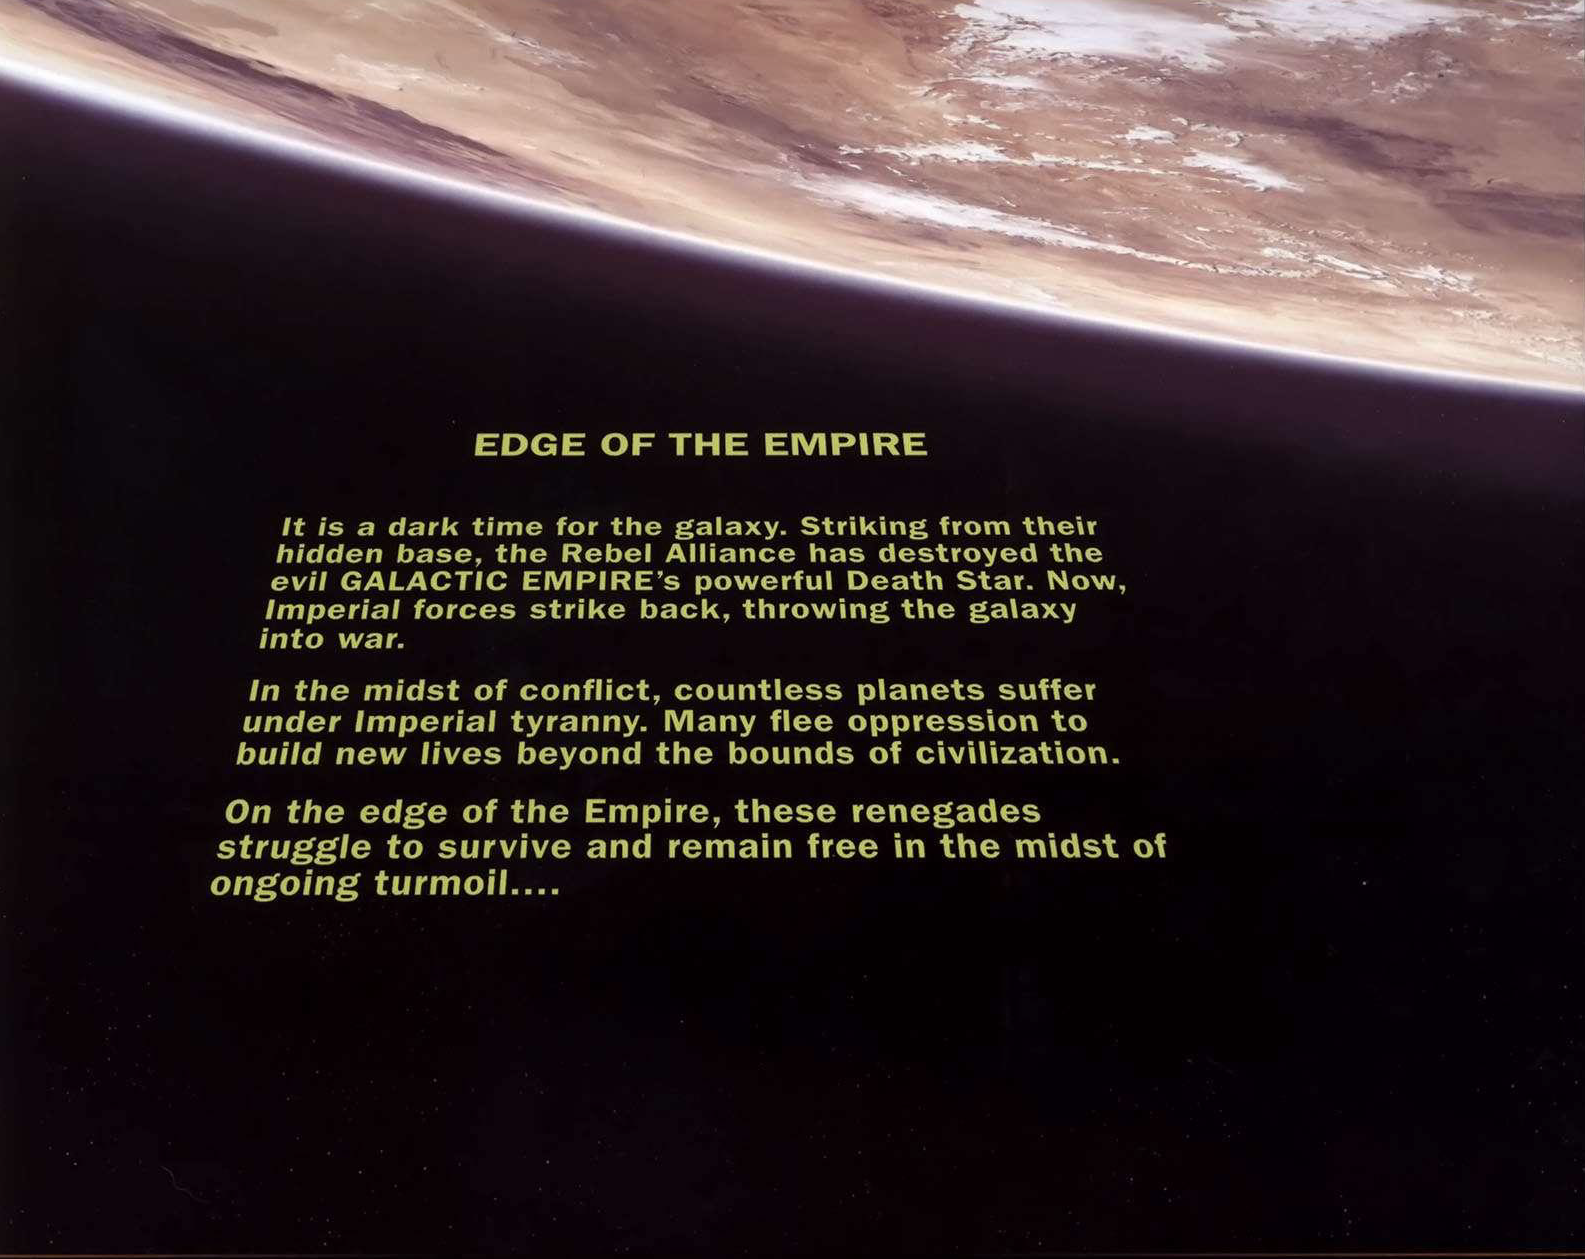 EDGE OF THE EMPIRE
It is a dark time for the galaxy. Striking from their
hidden base, the Rebel Alliance has destroyed the
evil GALACTIC EMPIRE's powerful Death Star. Now,
Imperial forces strike back, throwing the galaxy
into war.
In the midst of conflict, countless planets suffer
under Imperial tyranny. Many flee oppression to
build new lives beyond the bounds of civilization.
On the edge of the Empire, these renegades
struggle to survive and remain free in the midst of
ongoing turmoil....